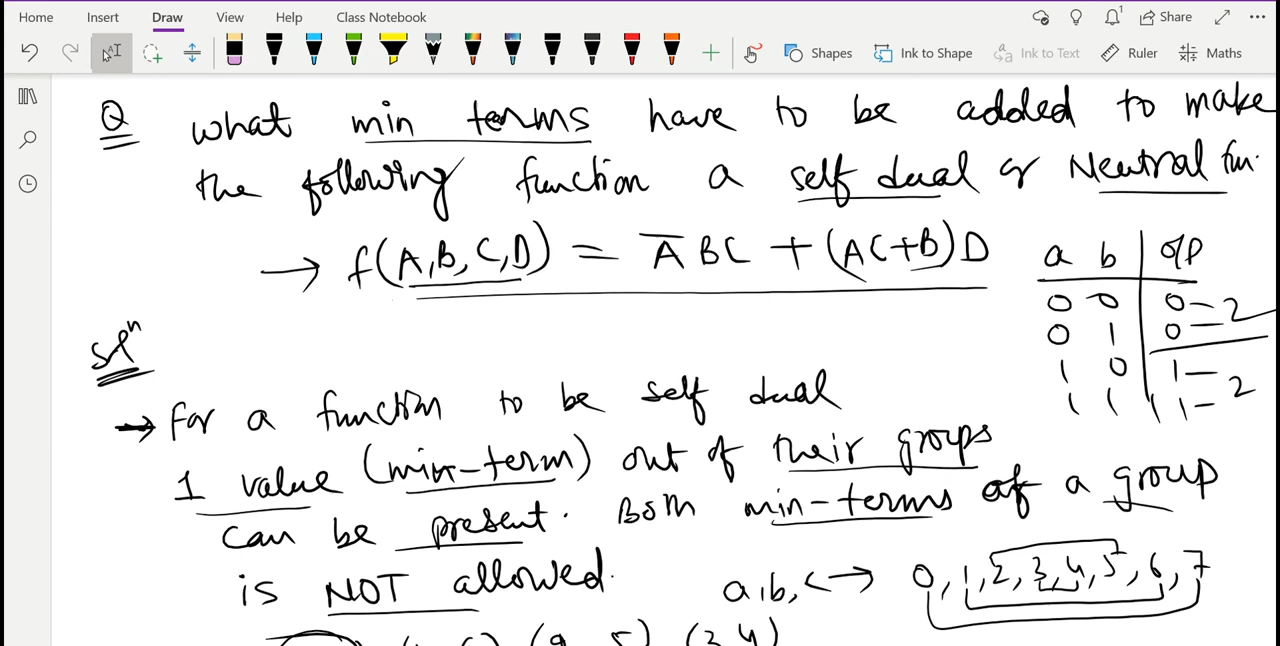 Home Insert Draw View Help Class Notebook Share
Shapes Ink to Shape Ink to Text Ruler Maths
Q what min terms have to be added to make
the following function a self dual or Neutral fun.
→ f(A,B,C,D) = A̅BC + (AC+B)D
a b | o/p
0 0 | 0 - 2
0 1 | 0
1 0 | 1 -
1 1 | 1 - 2
Solⁿ
→ For a function to be self dual
1 value (min-term) out of their groups
can be present. Both min-terms of a group
is NOT allowed.
a,b,c → 0,1,2,3,4,5,6,7